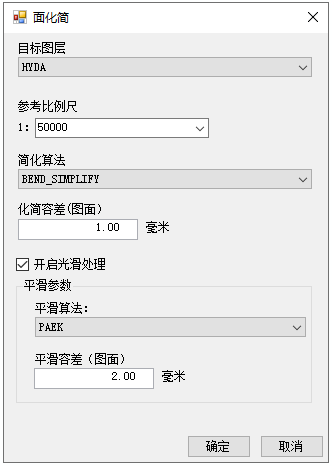 面化简
目标图层
HYDA
参考比例尺
1: 50000
简化算法
BEND_SIMPLIFY
化简容差(图面)
1.00 毫米
开启光滑处理
平滑参数
平滑算法:
PAEK
平滑容差（图面）
2.00 毫米
确定 取消